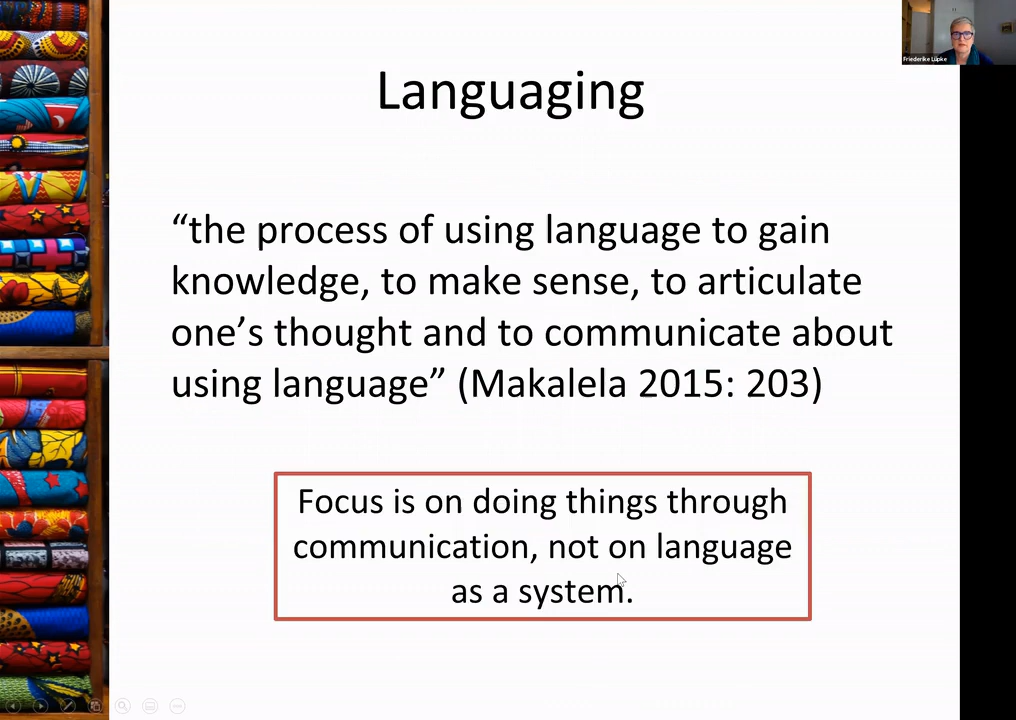 Friederike Lüpke
Languaging
“the process of using language to gain
knowledge, to make sense, to articulate
one’s thought and to communicate about
using language” (Makalela 2015: 203)
Focus is on doing things through
communication, not on language
as a system.